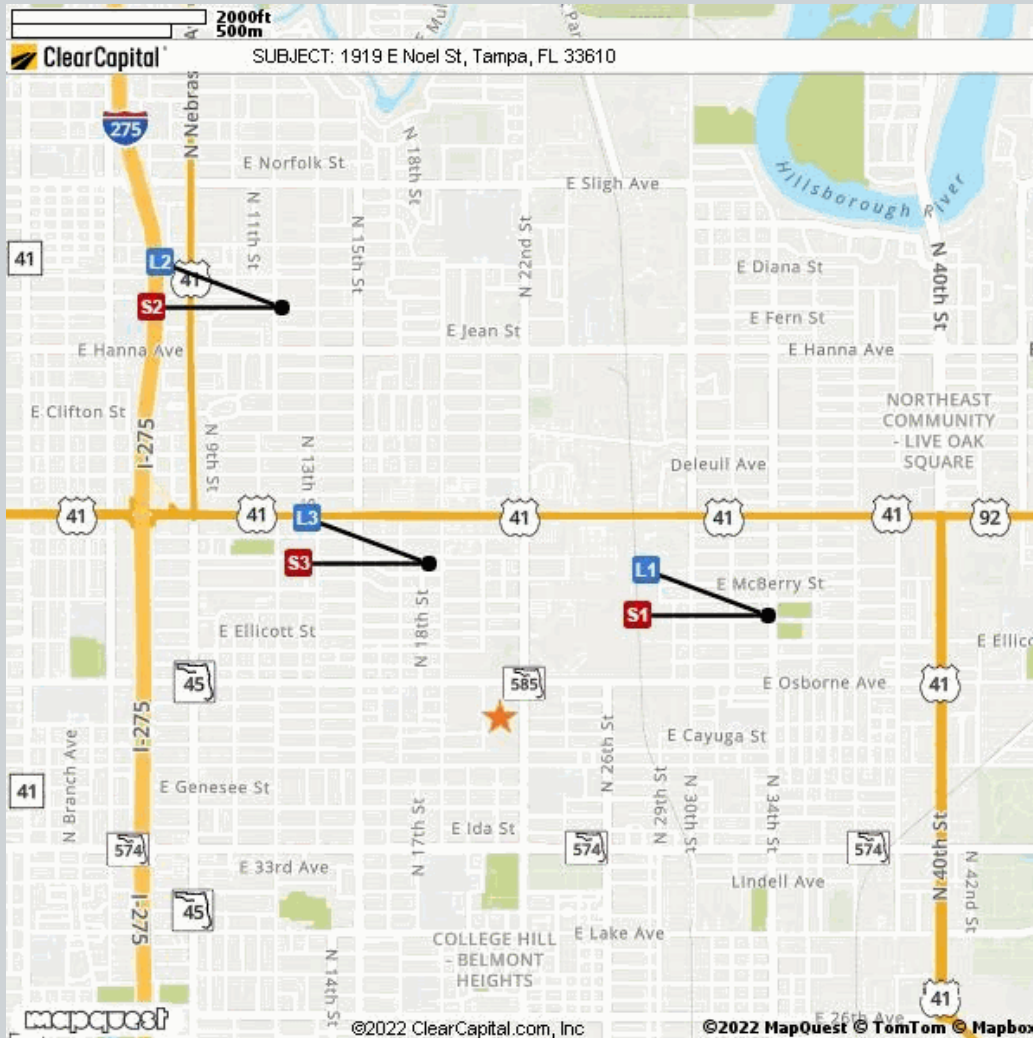 2000ft
500m
ClearCapital
SUBJECT: 1919 E Noel St, Tampa, FL 33610
275
N Nebras
E Norfolk St
N 18th St
E Sligh Ave
Hillsborough River
N 11th St
N 15th St
N 22nd St
41
L2
41
S2
E Diana St
N 40th St
E Fern St
E Jean St
E Hanna Ave
E Hanna Ave
E Clifton St
I-275
N 9th St
N 13th S
NORTHEAST
COMMUNITY
- LIVE OAK
SQUARE
Deleuil Ave
41
41
L3
41
41
41
92
S3
L1
E McBerry St
S1
N 18th St
E Ellicott St
E Ellico
45
585
E Osborne Ave
41
I-275
N 26th St
E Cayuga St
N Branch Ave
41
E Genesee St
N 29th St
N 30th St
N 34th St
N 17th St
E Ida St
574
574
574
N 40th St
E 33rd Ave
Lindell Ave
N 42nd St
45
I-275
E Lake Ave
COLLEGE HILL
- BELMONT
HEIGHTS
N 14th St
41
E 26th Ave
mapquest
©2022 ClearCapital.com, Inc
©2022 MapQuest © TomTom © Mapbox